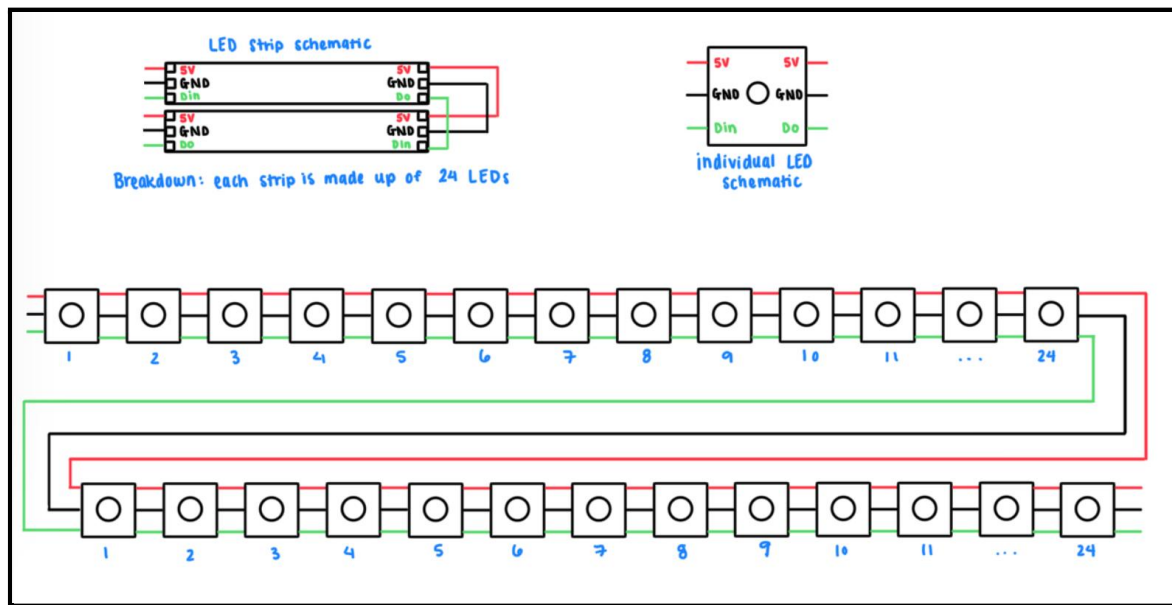 LED Strip schematic
5V 5V
GND GND
Din Do
5V 5V
GND GND
Do Din
Breakdown: each strip is made up of 24 LEDs
5V 5V
GND GND
Din Do
individual LED
schematic
1 2 3 4 5 6 7 8 9 10 11 ... 24
1 2 3 4 5 6 7 8 9 10 11 ... 24